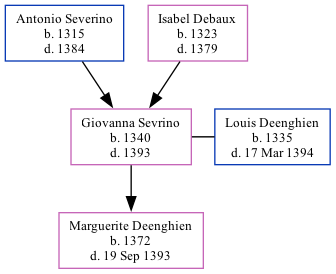 Antonio Severino
b. 1315
d. 1384
Isabel Debaux
b. 1323
d. 1379
Giovanna Sevrino
b. 1340
d. 1393
Louis Deenghien
b. 1335
d. 17 Mar 1394
Marguerite Deenghien
b. 1372
d. 19 Sep 1393